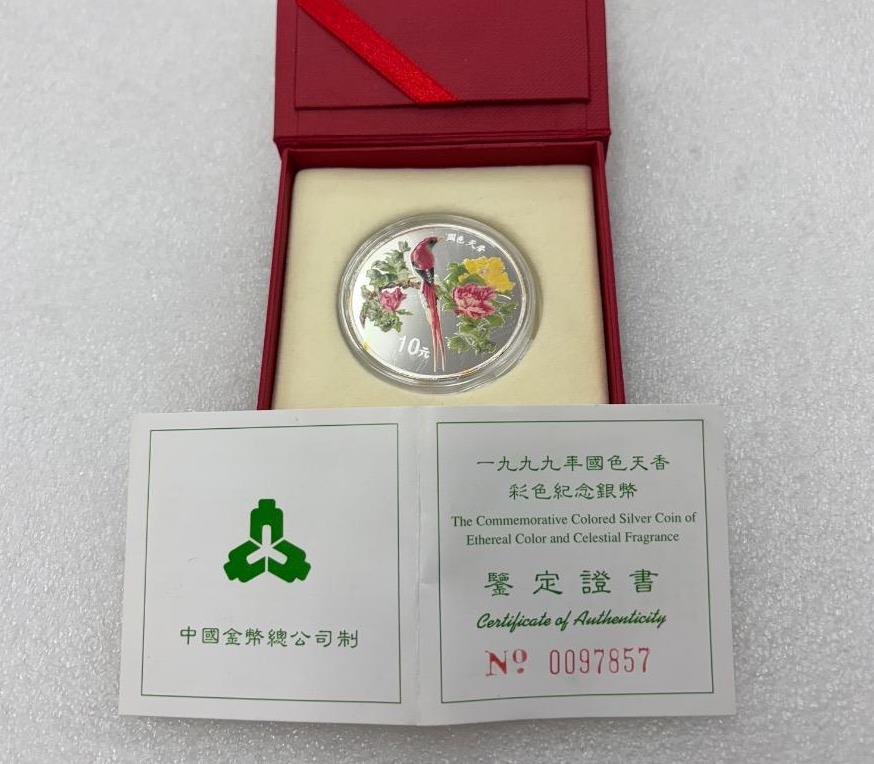 國色天香
10元
中國金幣總公司制
一九九九年國色天香
彩色紀念銀幣
The Commemorative Colored Silver Coin of
Ethereal Color and Celestial Fragrance
鑒定證書
Certificate of Authenticity
Nº 0097857